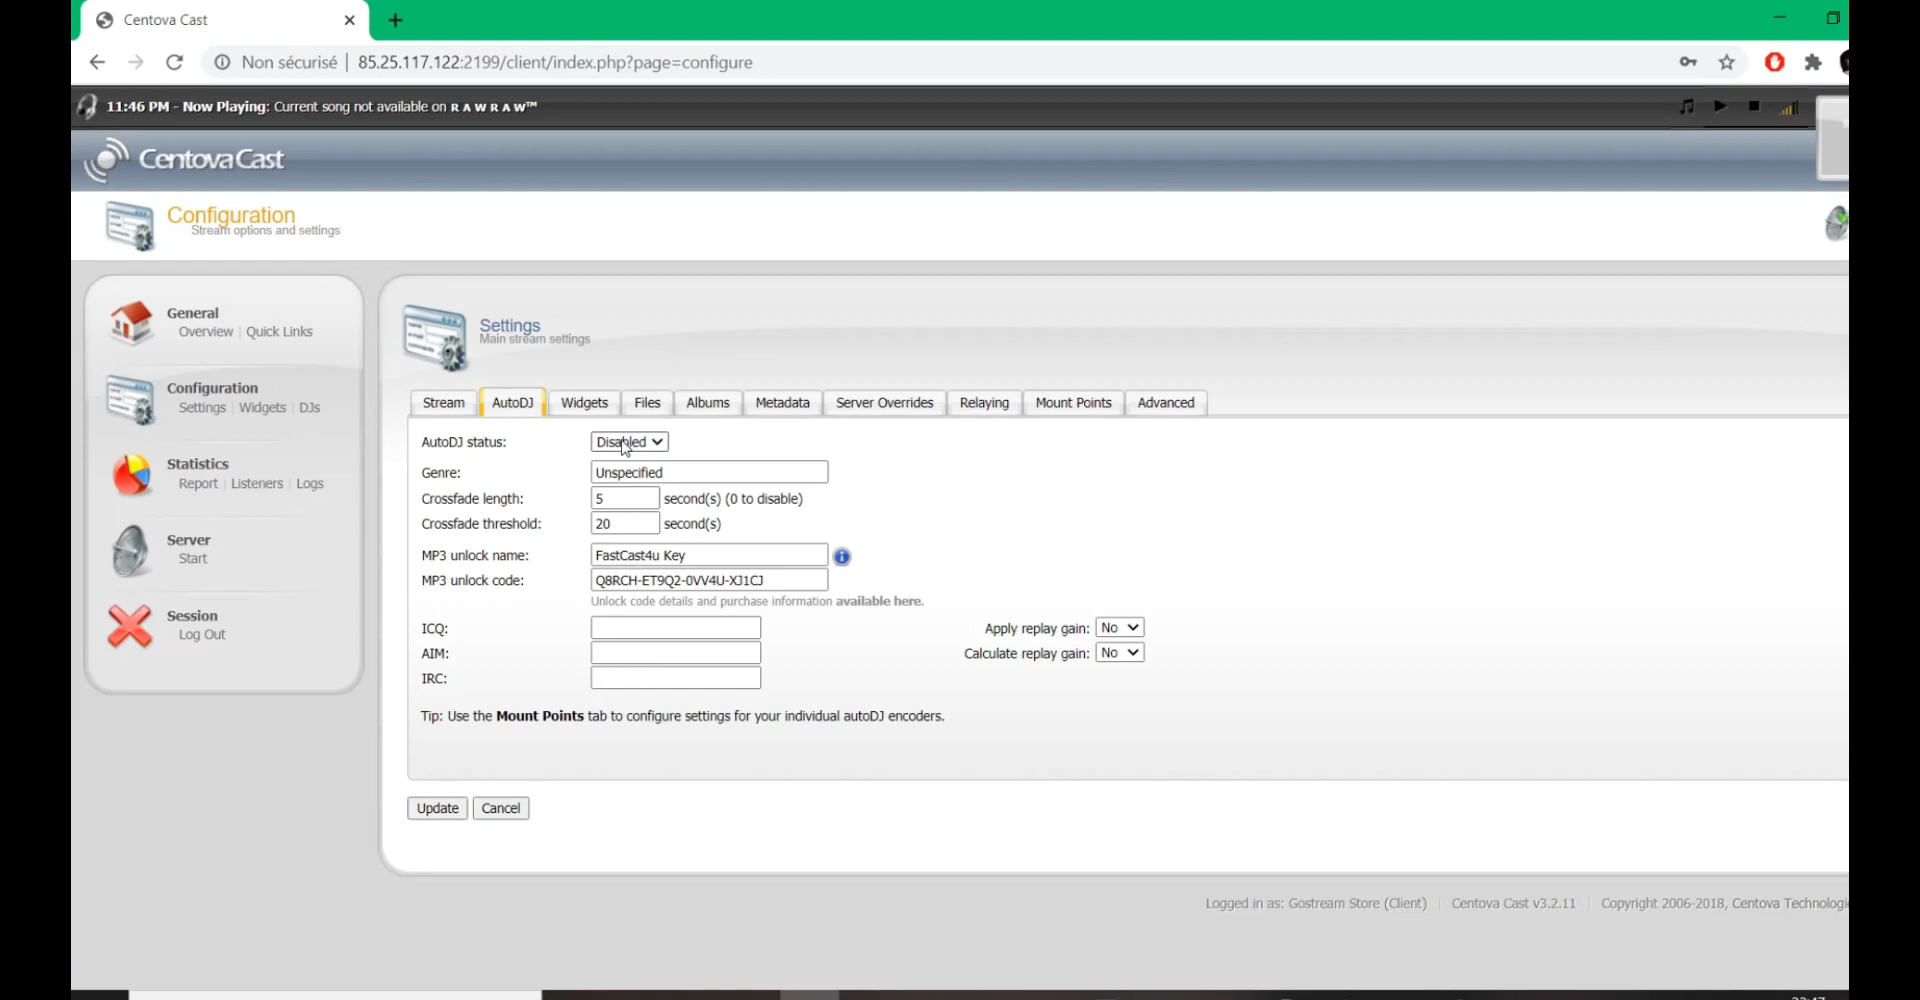 Centova Cast
Non sécurisé | 85.25.117.122:2199/client/index.php?page=configure
11:46 PM - Now Playing: Current song not available on R A W R A W™
CentovaCast
Configuration
Stream options and settings
General
Overview | Quick Links
Configuration
Settings | Widgets | DJs
Statistics
Report | Listeners | Logs
Server
Start
Session
Log Out
Settings
Main stream settings
Stream AutoDJ Widgets Files Albums Metadata Server Overrides Relaying Mount Points Advanced
AutoDJ status: Disabled
Genre: Unspecified
Crossfade length: 5 second(s) (0 to disable)
Crossfade threshold: 20 second(s)
MP3 unlock name: FastCast4u Key
MP3 unlock code: Q8RCH-ET9Q2-0VV4U-XJ1CJ
Unlock code details and purchase information available here.
ICQ: Apply replay gain: No
AIM: Calculate replay gain: No
IRC:
Tip: Use the Mount Points tab to configure settings for your individual autoDJ encoders.
Update Cancel
Logged in as: Gostream Store (Client) | Centova Cast v3.2.11 | Copyright 2006-2018, Centova Technologi